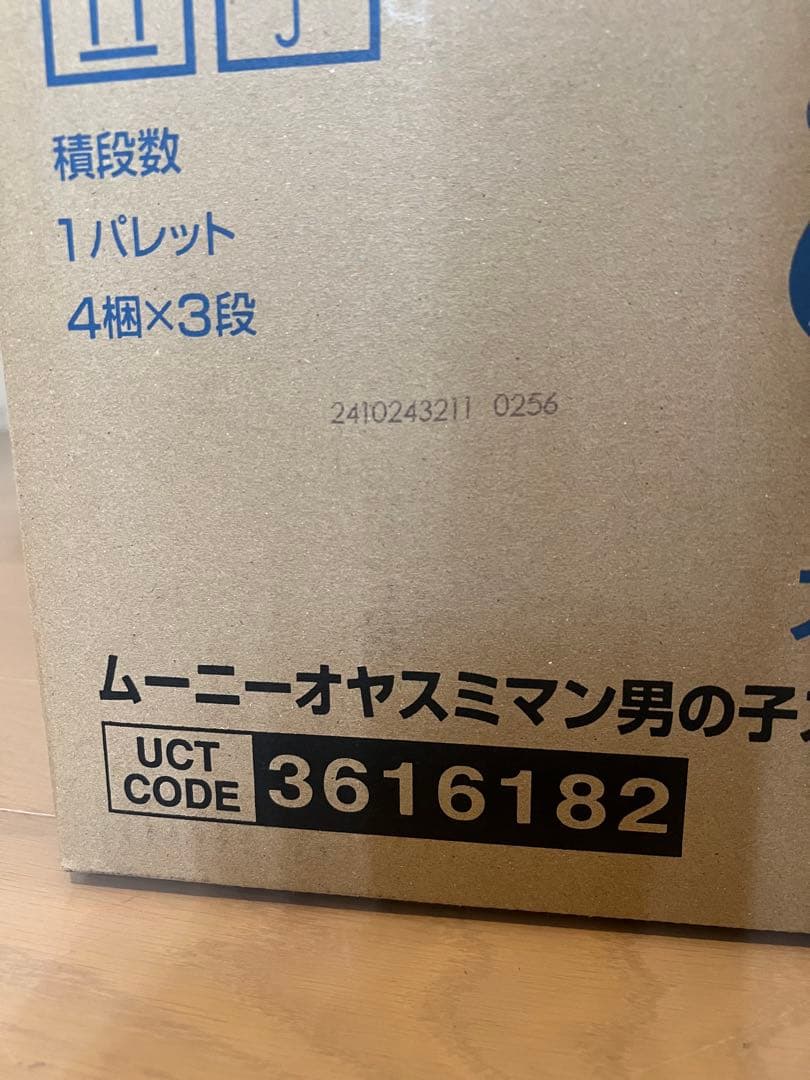 積段数
1パレット
4梱×3段
2410243211 0256
ムーニーオヤスミマン男の子
UCT
CODE
3616182